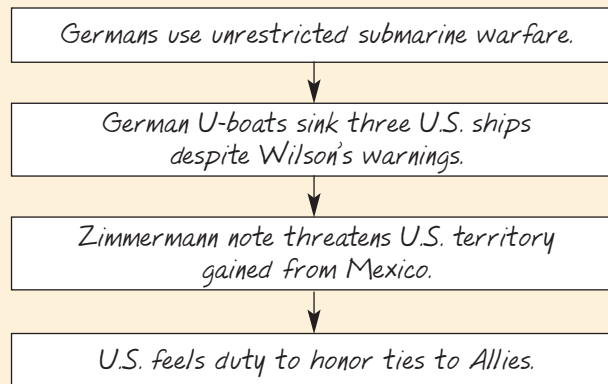 Germans use unrestricted submarine warfare.
German U-boats sink three U.S. ships
despite Wilson's warnings.
Zimmermann note threatens U.S. territory
gained from Mexico.
U.S. feels duty to honor ties to Allies.